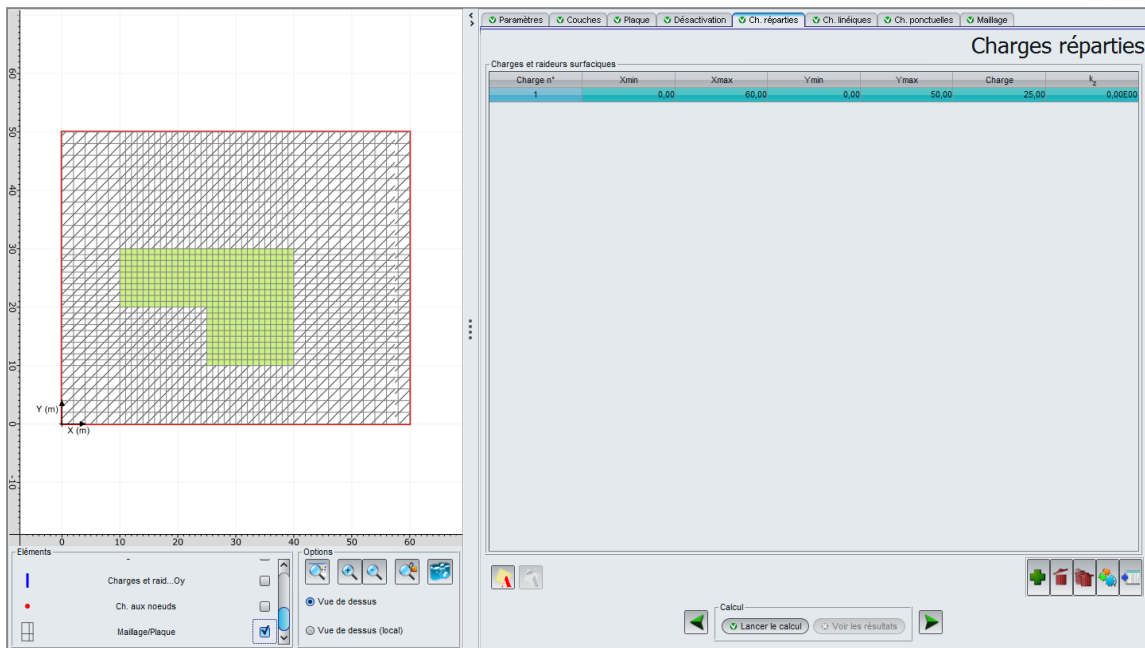 Paramètres Couches Plaque Désactivation Ch. réparties Ch. linéiques Ch. ponctuelles Maillage
Charges réparties
Charges et raideurs surfaciques
Charge n° Xmin Xmax Ymin Ymax Charge kz
1 0,00 60,00 0,00 50,00 25,00 0,00E00
60
50
40
30
20
10
0
-10
Y (m)
X (m)
0 10 20 30 40 50 60
Eléments
Charges et raid...Oy
Ch. aux noeuds
Maillage/Plaque
Options
Vue de dessus
Vue de dessus (local)
Calcul
Lancer le calcul
Voir les résultats